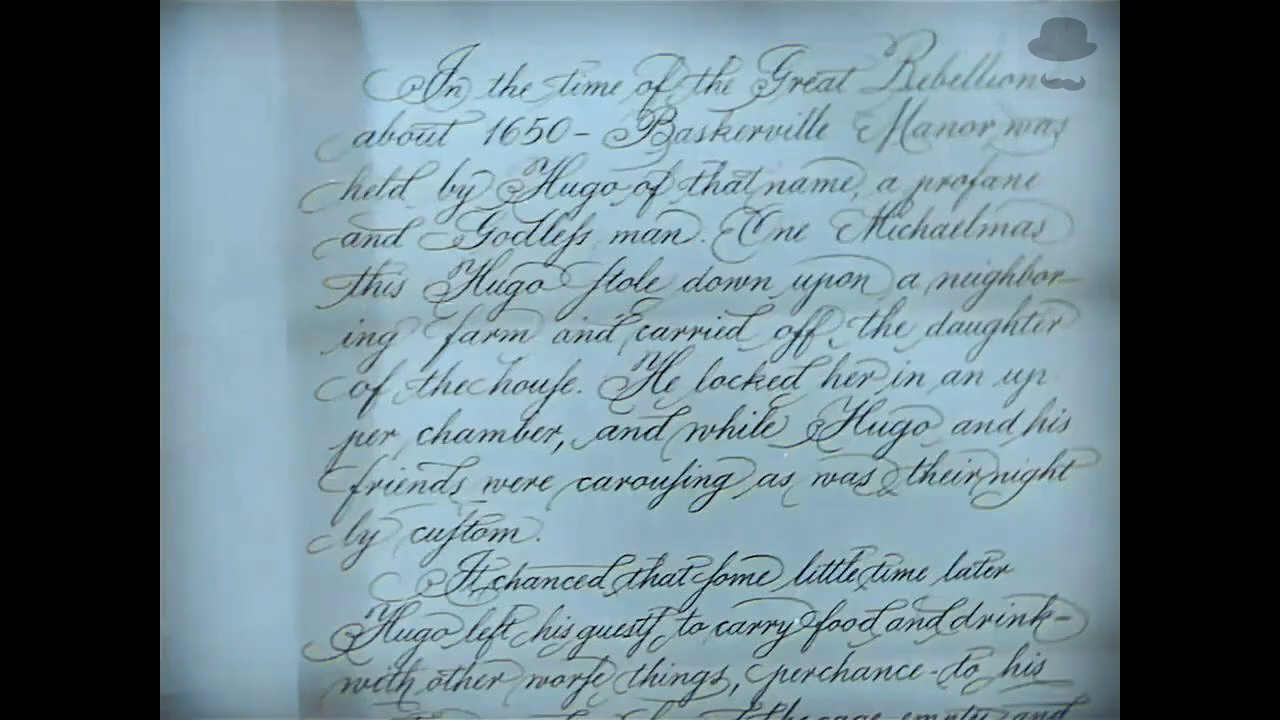 In the time of the Great Rebellion
about 1650- Baskerville Manor was
held by Hugo of that name, a profane
and Godleſs man. One Michaelmas
this Hugo ſtole down upon a neighbor-
ing farm and carried off the daughter
of the houſe. He locked her in an up
per chamber, and while Hugo and his
friends were carouſing as was their night
ly cuſtom.
It chanced that ſome little time later
Hugo left his gueſtſ to carry food and drink-
with other worſe things, perchance-to his
the cage empty and